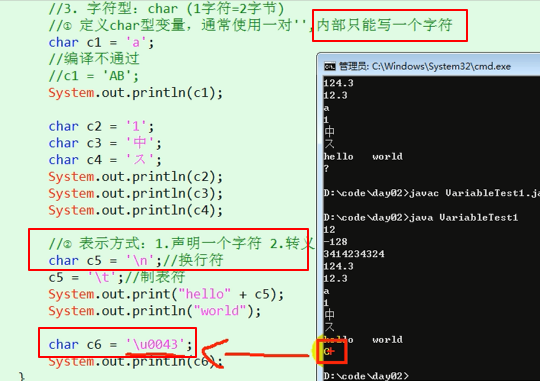 //3. 字符型：char (1字符=2字节)
//① 定义char型变量，通常使用一对'',内部只能写一个字符
char c1 = 'a';
//编译不通过
//c1 = 'AB';
System.out.println(c1);
char c2 = '1';
char c3 = '中';
char c4 = 'ス';
System.out.println(c2);
System.out.println(c3);
System.out.println(c4);
//② 表示方式：1.声明一个字符 2.转义
char c5 = '\n';//换行符
c5 = '\t';//制表符
System.out.print("hello" + c5);
System.out.println("world");
char c6 = '\u0043';
System.out.println(c6);
}
管理员: C:\Windows\System32\cmd.exe
124.3
12.3
a
1
中
ス
hello   world
?
D:\code\day02>javac VariableTest1.ja
D:\code\day02>java VariableTest1
12
-128
3414234324
124.3
12.3
a
1
中
ス
hello   world
C
D:\code\day02>